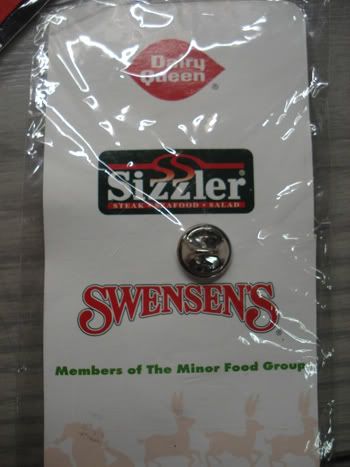 Dairy
Queen®
Sizzler®
STEAK • SEAFOOD • SALAD
SWENSEN'S®
Members of The Minor Food Group